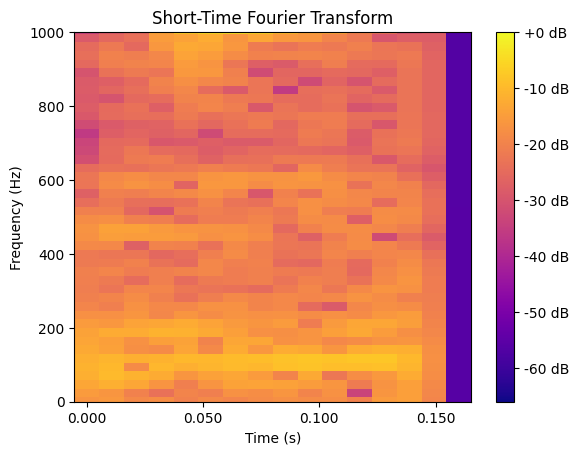 Short-Time Fourier Transform
1000
800
600
400
200
0
Frequency (Hz)
0.000
0.050
0.100
0.150
Time (s)
+0 dB
-10 dB
-20 dB
-30 dB
-40 dB
-50 dB
-60 dB